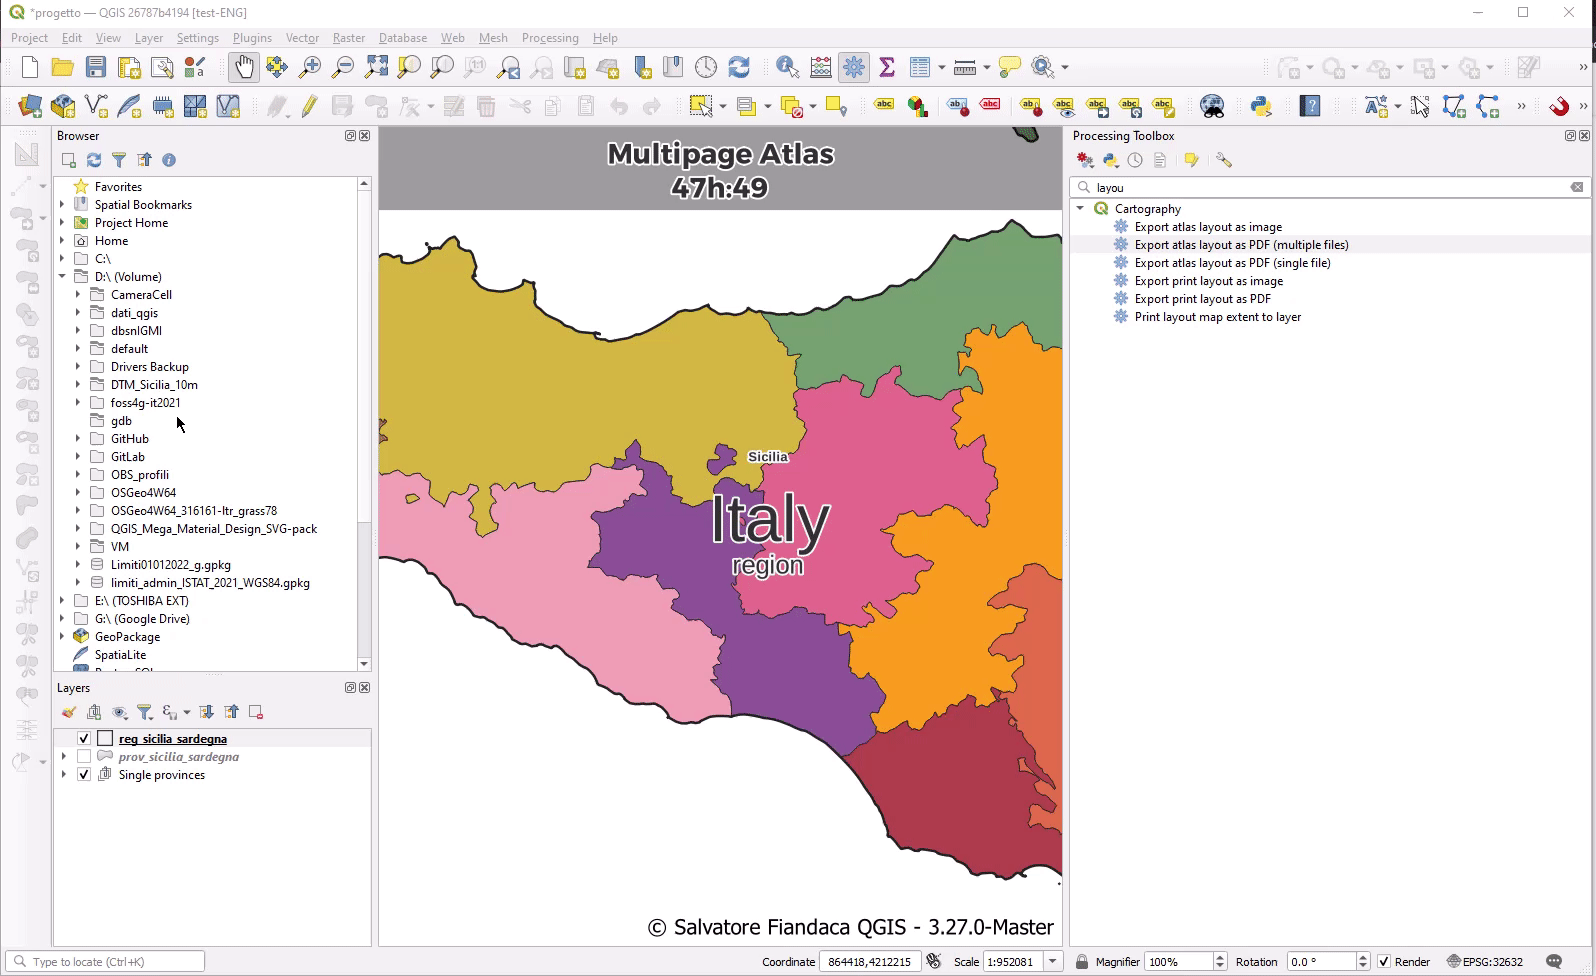 *progetto — QGIS 26787b4194 [test-ENG]
Project Edit View Layer Settings Plugins Vector Raster Database Web Mesh Processing Help
Browser
Favorites
Spatial Bookmarks
Project Home
Home
C:\
D:\ (Volume)
CameraCell
dati_qgis
dbsnIGMI
default
Drivers Backup
DTM_Sicilia_10m
foss4g-it2021
gdb
GitHub
GitLab
OBS_profili
OSGeo4W64
OSGeo4W64_316161-ltr_grass78
QGIS_Mega_Material_Design_SVG-pack
VM
Limiti01012022_g.gpkg
limiti_admin_ISTAT_2021_WGS84.gpkg
E:\ (TOSHIBA EXT)
G:\ (Google Drive)
GeoPackage
SpatiaLite
Layers
reg_sicilia_sardegna
prov_sicilia_sardegna
Single provinces
Multipage Atlas
47h:49
Sicilia
Italy
region
© Salvatore Fiandaca QGIS - 3.27.0-Master
Processing Toolbox
layou
Cartography
Export atlas layout as image
Export atlas layout as PDF (multiple files)
Export atlas layout as PDF (single file)
Export print layout as image
Export print layout as PDF
Print layout map extent to layer
Type to locate (Ctrl+K)
Coordinate 864418,4212215 Scale 1:952081 Magnifier 100% Rotation 0.0 ° Render EPSG:32632